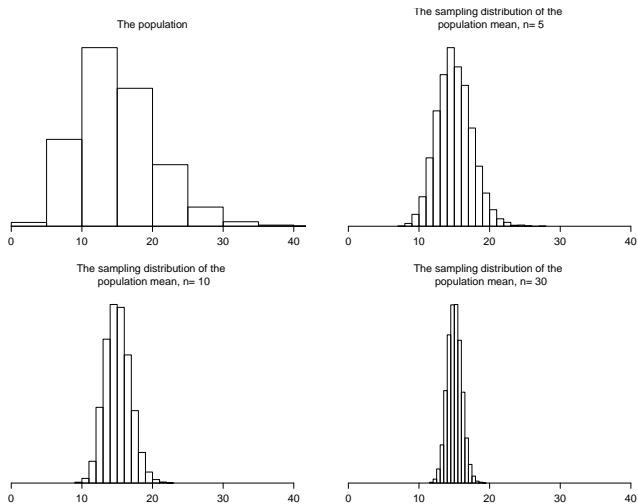 The population
0 10 20 30 40
The sampling distribution of the
population mean, n= 5
0 10 20 30 40
The sampling distribution of the
population mean, n= 10
0 10 20 30 40
The sampling distribution of the
population mean, n= 30
0 10 20 30 40